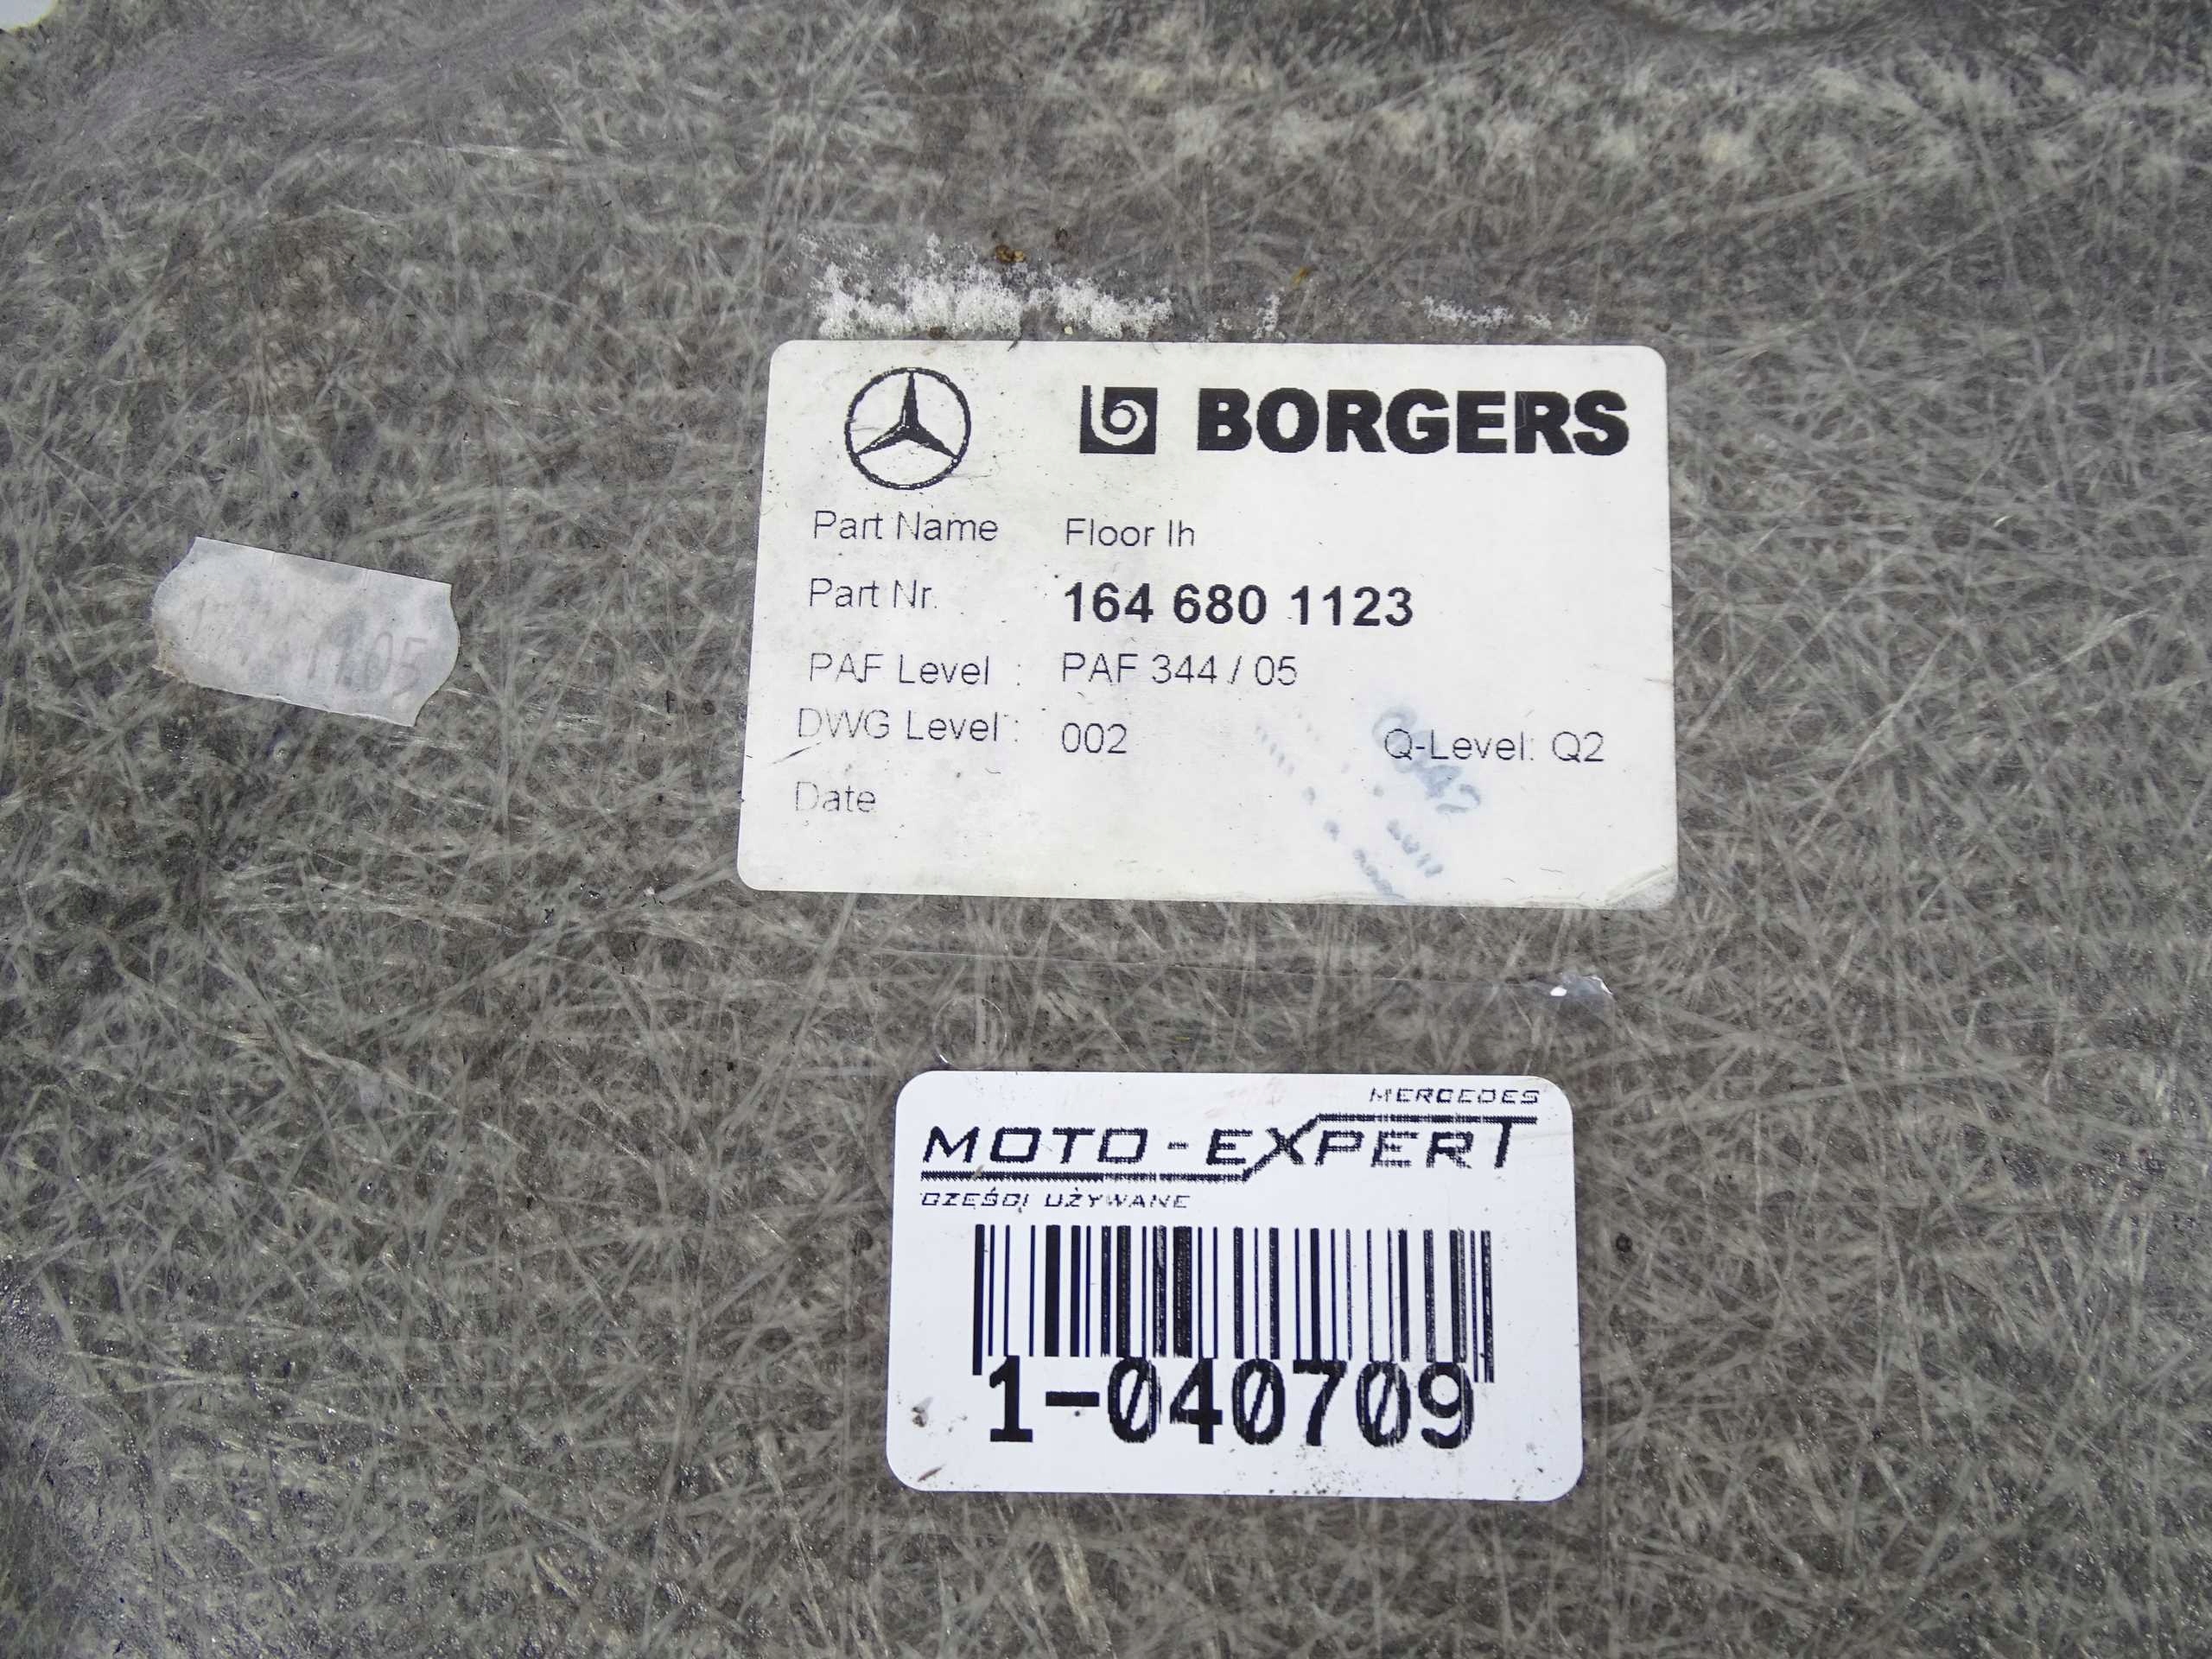 BORGERS
Part Name Floor lh
Part Nr. 164 680 1123
PAF Level : PAF 344 / 05
DWG Level : 002 Q-Level: Q2
Date
MERCEDES
MOTO-EXPERT
CZĘŚCI UŻYWANE
1-040709